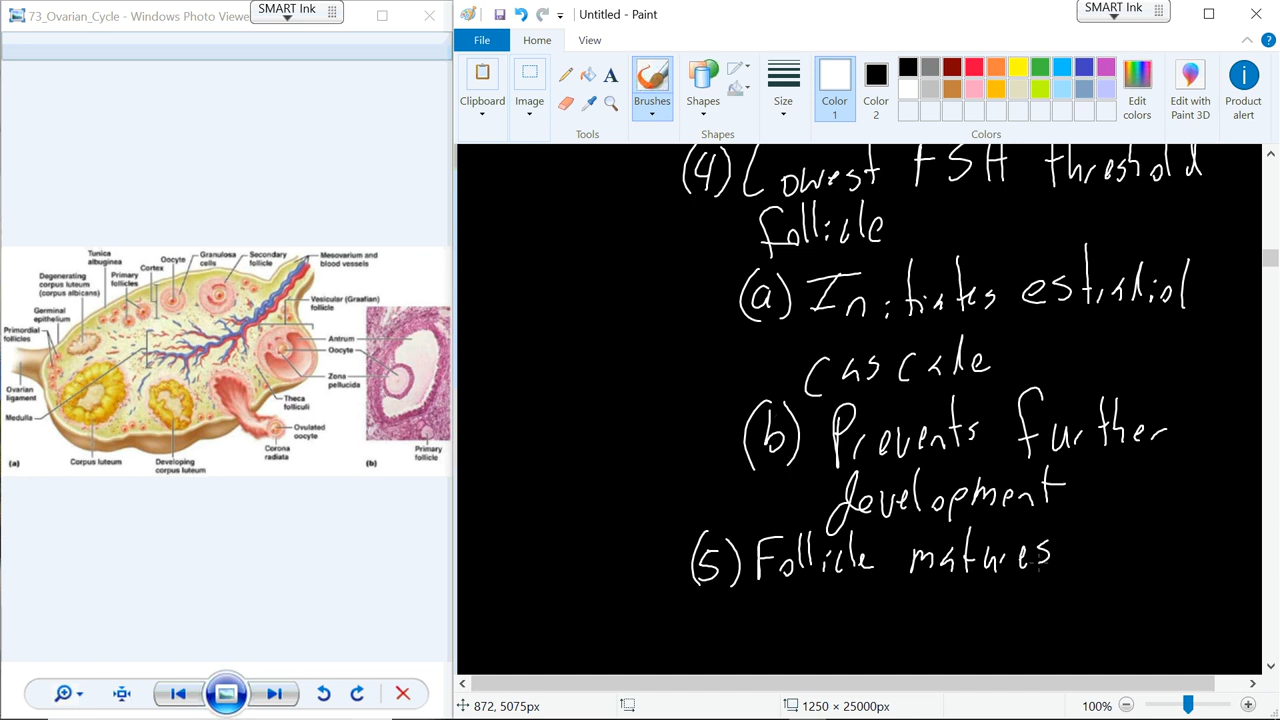 73_Ovarian_Cycle - Windows Photo Viewe
SMART Ink
Untitled - Paint
SMART Ink
File
Home
View
Clipboard
Image
Tools
Brushes
Shapes
Shapes
Size
Color
1
Color
2
Colors
Edit
colors
Edit with
Paint 3D
Product
alert
Tunica
albuginea
Degenerating
corpus luteum
(corpus albicans)
Primary
follicles
Cortex
Oocyte
Granulosa
cells
Secondary
follicle
Mesovarium and
blood vessels
Germinal
epithelium
Primordial
follicles
Vesicular (Graafian)
follicle
Antrum
Oocyte
Zona
pellucida
Theca
folliculi
Ovarian
ligament
Medulla
Ovulated
oocyte
Corpus luteum
Developing
corpus luteum
Corona
radiata
Primary
follicle
(a)
(b)
(4) Lowest FSH threshold
follicle
(a) Initiates estradiol
cascade
(b) Prevents further
development
(5) Follicle matures
872, 5075px
1250 × 25000px
100%